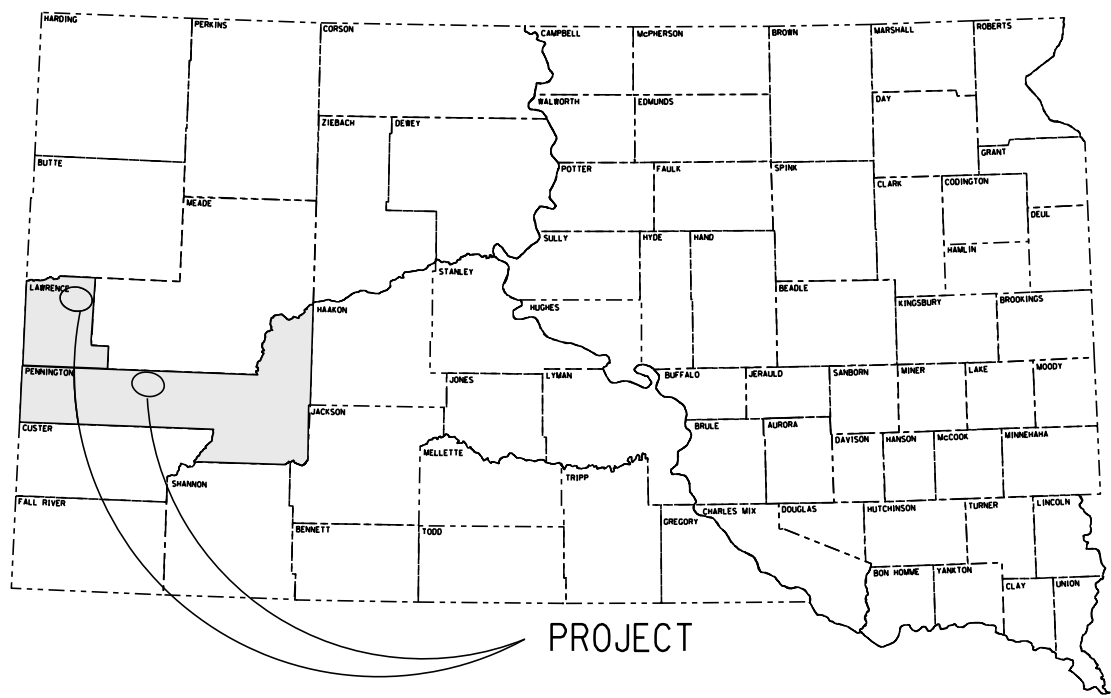 HARDING
PERKINS
CORSON
CAMPBELL
McPHERSON
BROWN
MARSHALL
ROBERTS
WALWORTH
EDMUNDS
DAY
ZIEBACH
DEWEY
GRANT
BUTTE
POTTER
FAULK
SPINK
CLARK
CODINGTON
MEADE
DEUL
SULLY
HYDE
HAND
HAMLIN
STANLEY
LAWRENCE
BEADLE
HAAKON
HUGHES
KINGSBURY
BROOKINGS
PENNINGTON
JONES
LYMAN
BUFFALO
JERAULD
SANBORN
MINER
LAKE
MOODY
JACKSON
CUSTER
BRULE
AURORA
DAVISON
HANSON
McCOOK
MINNEHAHA
MELLETTE
SHANNON
TRIPP
FALL RIVER
GREGORY
CHARLES MIX
DOUGLAS
HUTCHINSON
TURNER
LINCOLN
BENNETT
TODD
BON HOMME
YANKTON
CLAY
UNION
PROJECT